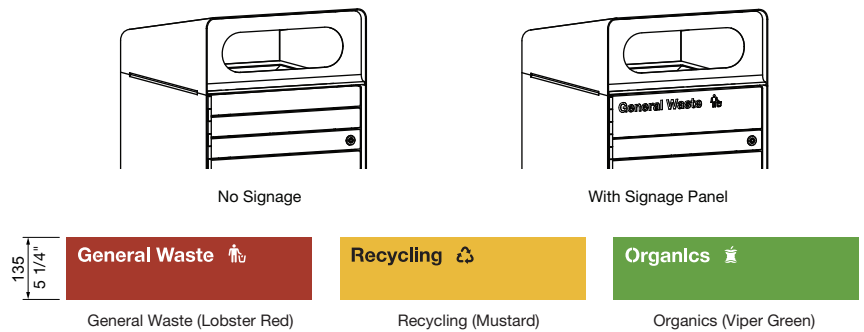 General Waste
No Signage
With Signage Panel
135
5 1/4"
General Waste
Recycling
OrganIcs
General Waste (Lobster Red)
Recycling (Mustard)
Organics (Viper Green)